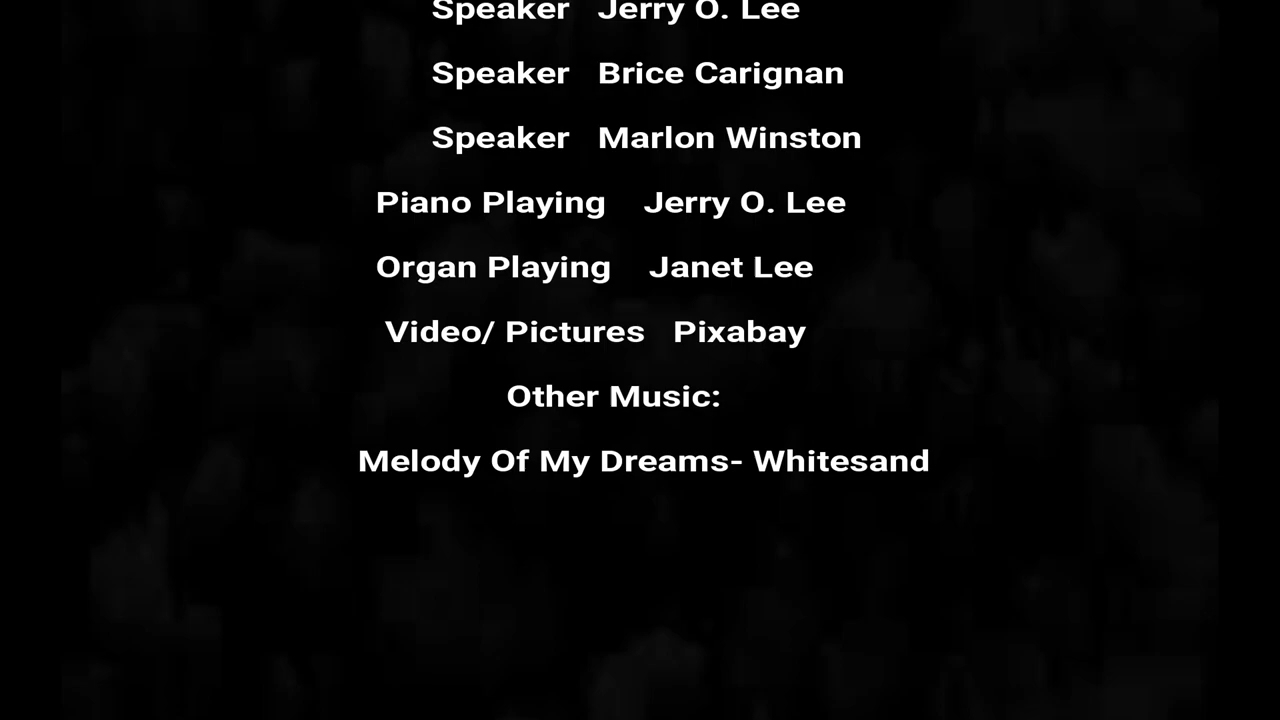 Speaker Jerry O. Lee
Speaker Brice Carignan
Speaker Marlon Winston
Piano Playing Jerry O. Lee
Organ Playing Janet Lee
Video/ Pictures Pixabay
Other Music:
Melody Of My Dreams- Whitesand